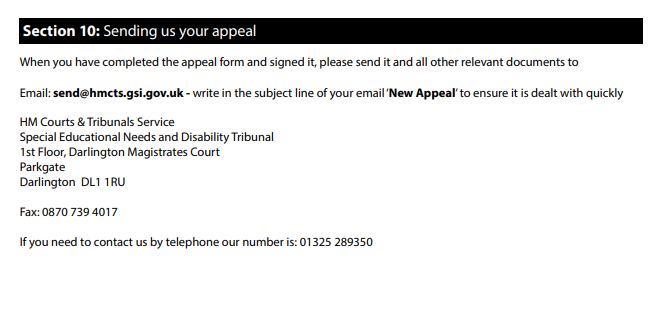 Section 10: Sending us your appeal
When you have completed the appeal form and signed it, please send it and all other relevant documents to
Email: send@hmcts.gsi.gov.uk - write in the subject line of your email ‘New Appeal’ to ensure it is dealt with quickly
HM Courts & Tribunals Service
Special Educational Needs and Disability Tribunal
1st Floor, Darlington Magistrates Court
Parkgate
Darlington  DL1 1RU
Fax: 0870 739 4017
If you need to contact us by telephone our number is: 01325 289350